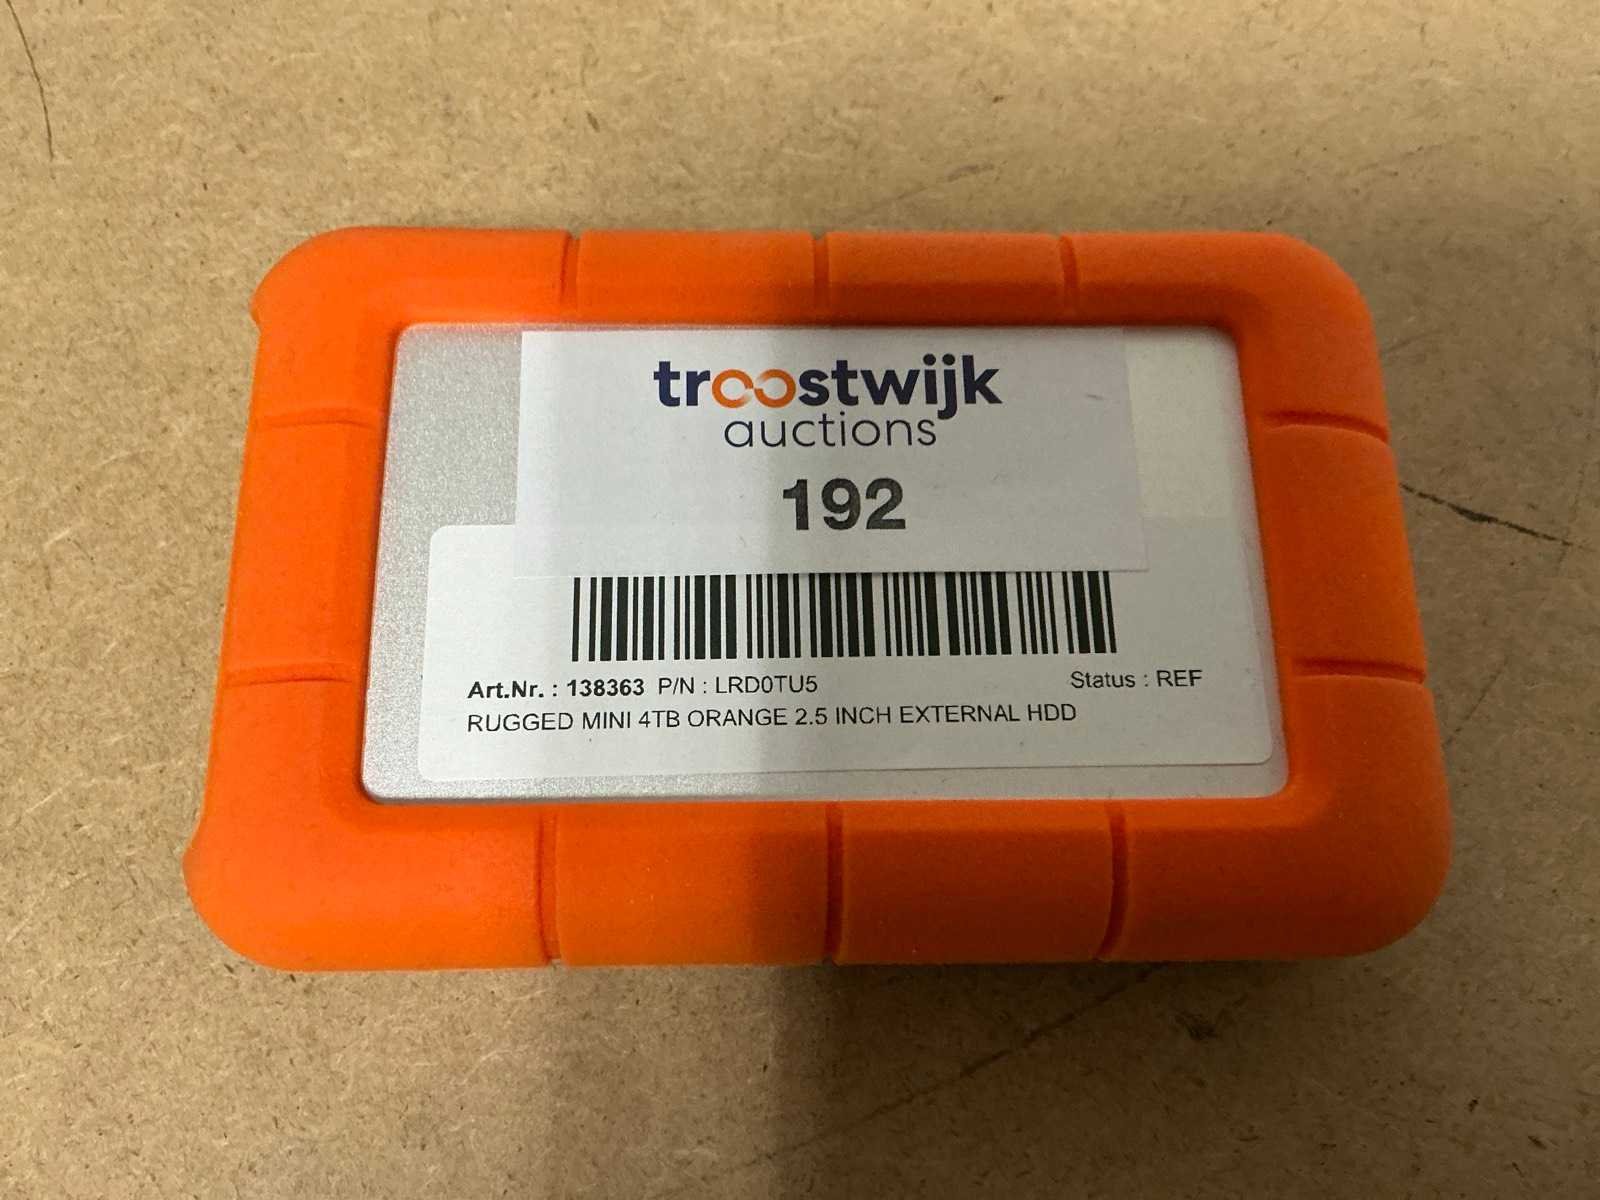 troostwijk
auctions
192
Art.Nr. : 138363 P/N : LRD0TU5 Status : REF
RUGGED MINI 4TB ORANGE 2.5 INCH EXTERNAL HDD